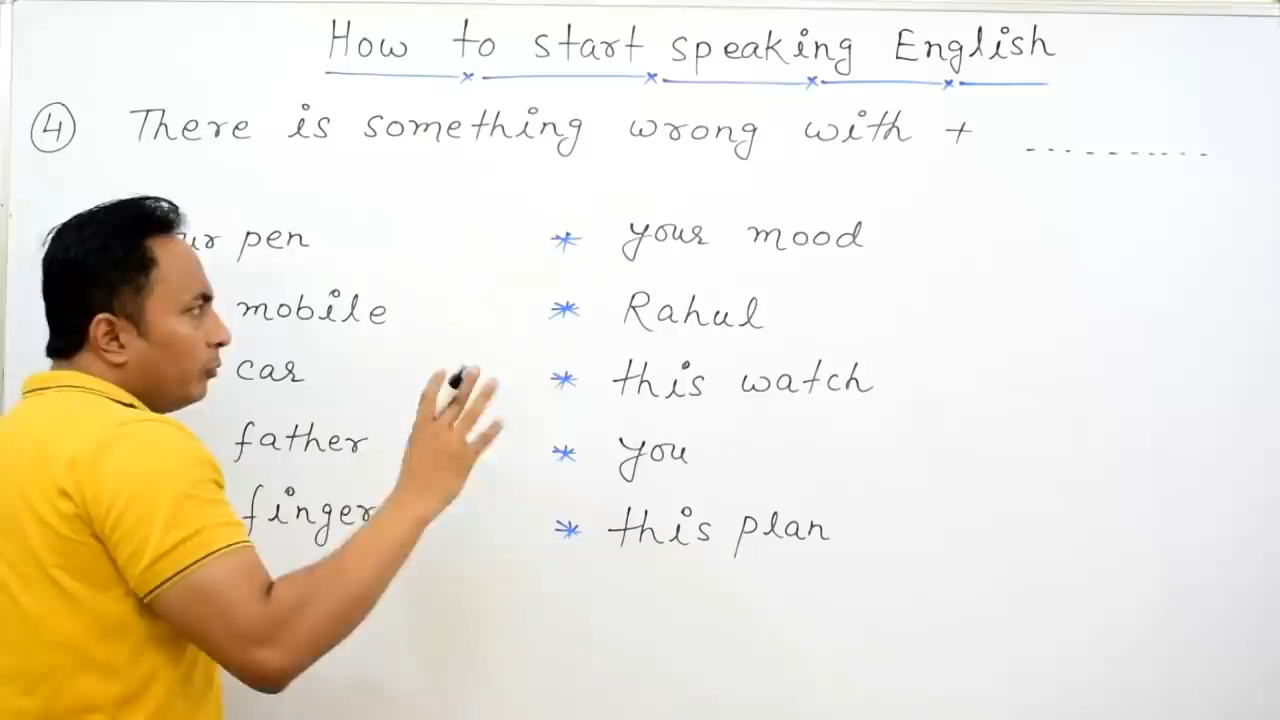 How to start speaking English
④ There is something wrong with + ..........
pen
mobile
car
father
finger
* your mood
* Rahul
* this watch
* you
* this plan